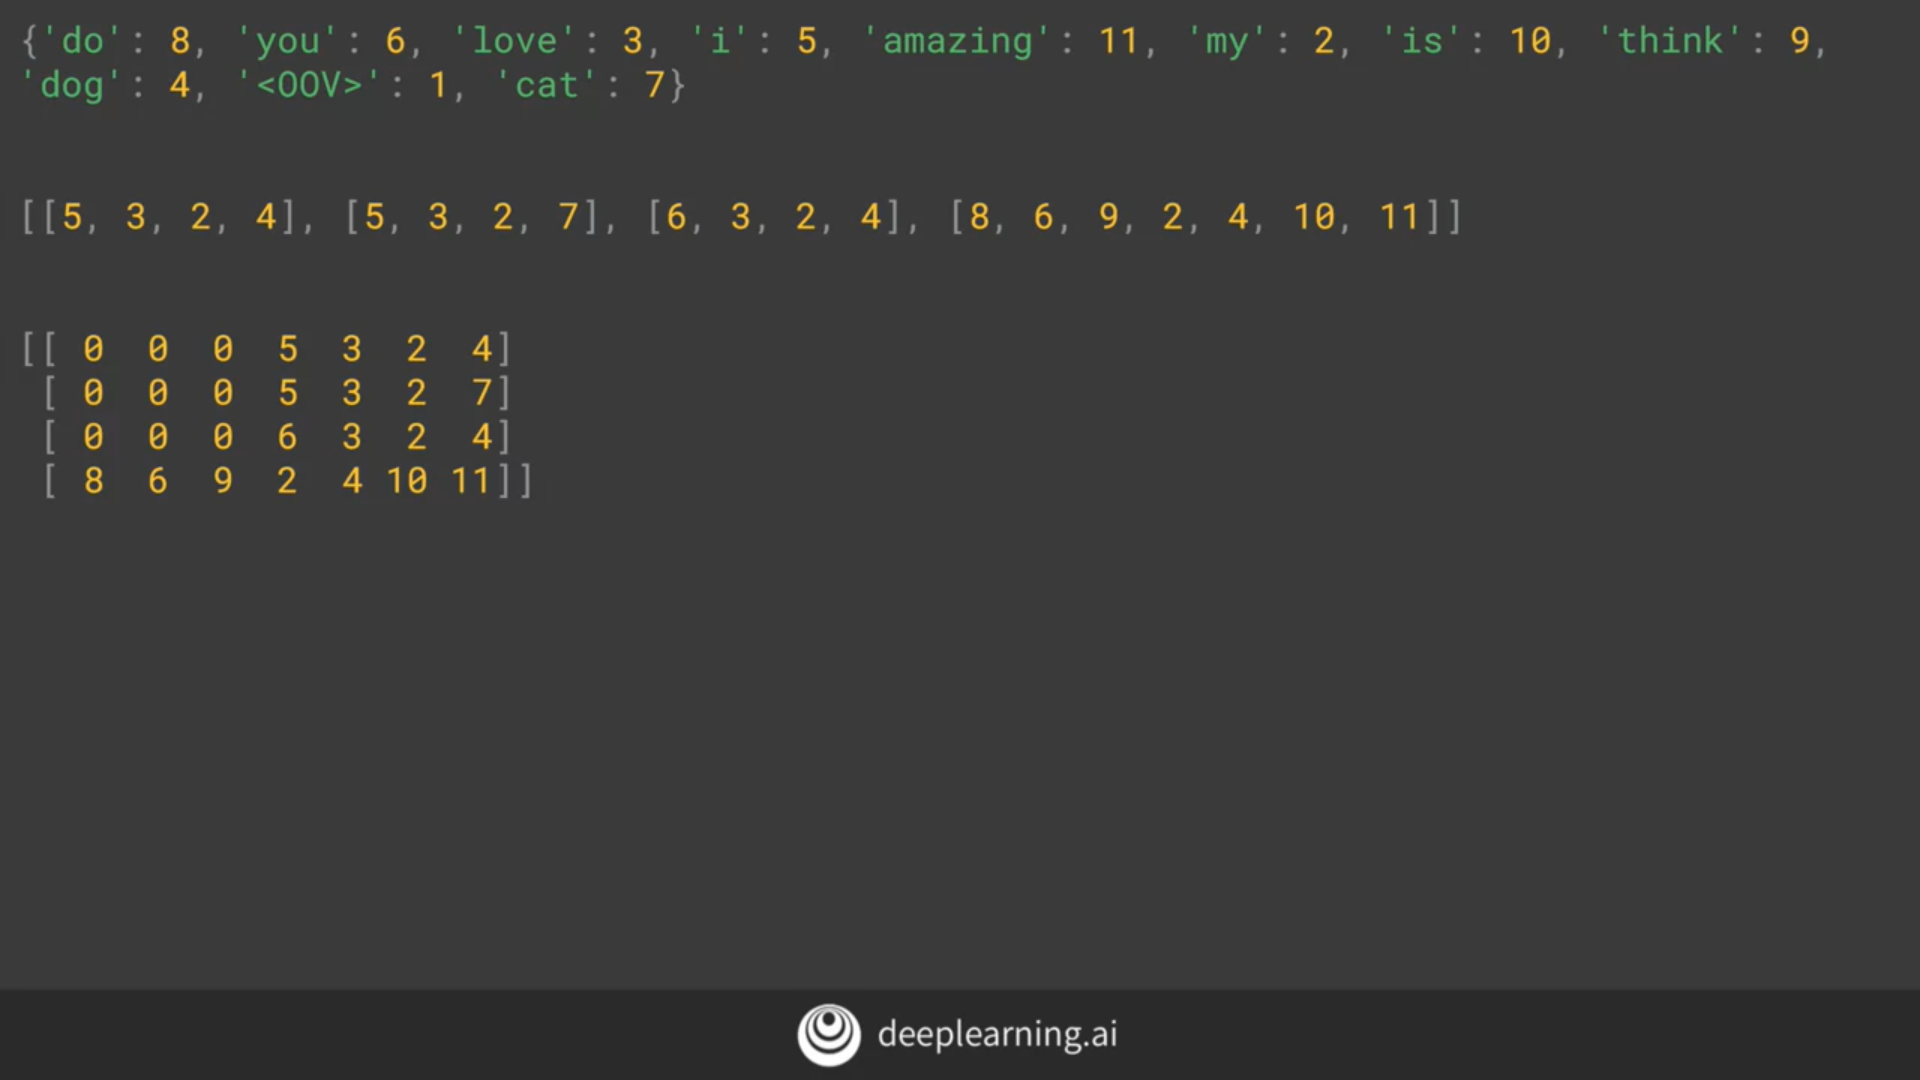 {'do': 8, 'you': 6, 'love': 3, 'i': 5, 'amazing': 11, 'my': 2, 'is': 10, 'think': 9,
'dog': 4, '<OOV>': 1, 'cat': 7}
[[5, 3, 2, 4], [5, 3, 2, 7], [6, 3, 2, 4], [8, 6, 9, 2, 4, 10, 11]]
[[ 0 0 0 5 3 2 4]
[ 0 0 0 5 3 2 7]
[ 0 0 0 6 3 2 4]
[ 8 6 9 2 4 10 11]]
deeplearning.ai